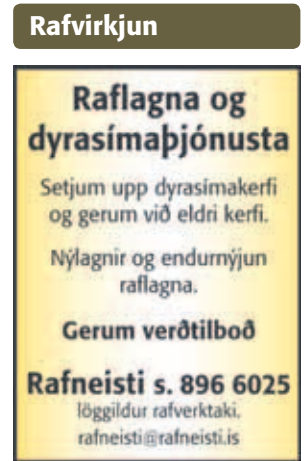 Rafvirkjun
Raflagna og
dyrasímaþjónusta
Setjum upp dyrasímakerfi
og gerum við eldri kerfi.
Nýlagnir og endurnýjun
raflagna.
Gerum verðtilboð
Rafneisti s. 896 6025
löggildur rafverktaki.
rafneisti@rafneisti.is